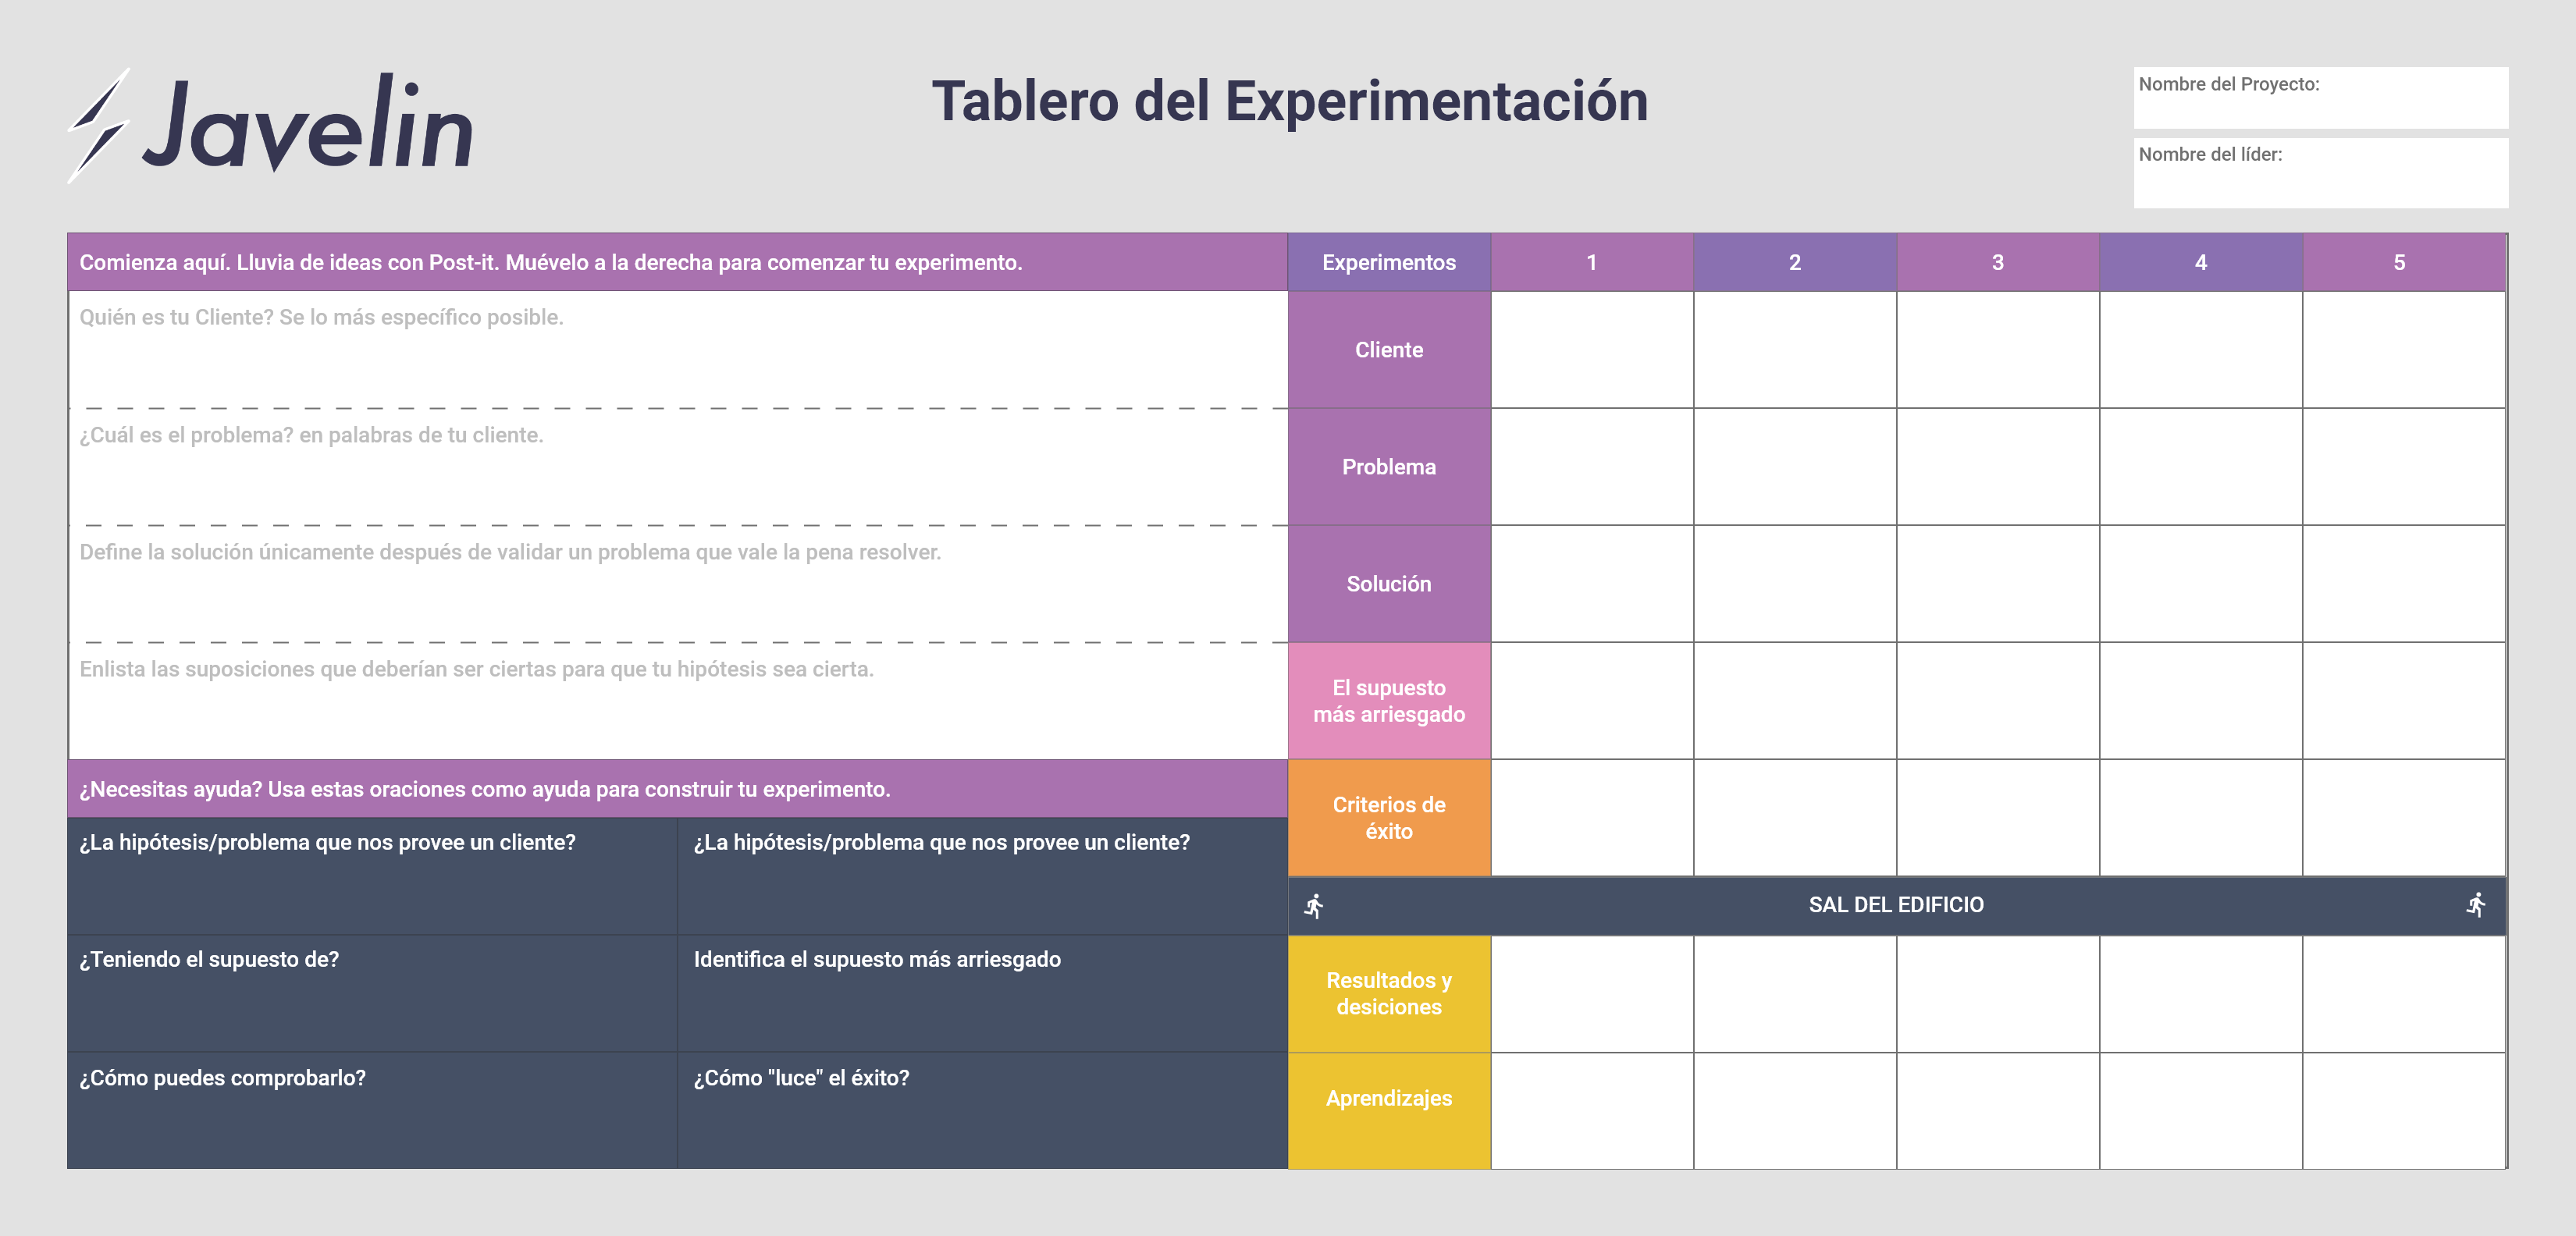 Javelin
Tablero del Experimentación
Nombre del Proyecto:
Nombre del líder:
Comienza aquí. Lluvia de ideas con Post-it. Muévelo a la derecha para comenzar tu experimento.
Experimentos
1
2
3
4
5
Quién es tu Cliente? Se lo más específico posible.
Cliente
¿Cuál es el problema? en palabras de tu cliente.
Problema
Define la solución únicamente después de validar un problema que vale la pena resolver.
Solución
Enlista las suposiciones que deberían ser ciertas para que tu hipótesis sea cierta.
El supuesto
más arriesgado
¿Necesitas ayuda? Usa estas oraciones como ayuda para construir tu experimento.
Criterios de
éxito
¿La hipótesis/problema que nos provee un cliente?
¿La hipótesis/problema que nos provee un cliente?
SAL DEL EDIFICIO
¿Teniendo el supuesto de?
Identifica el supuesto más arriesgado
Resultados y
desiciones
¿Cómo puedes comprobarlo?
¿Cómo "luce" el éxito?
Aprendizajes